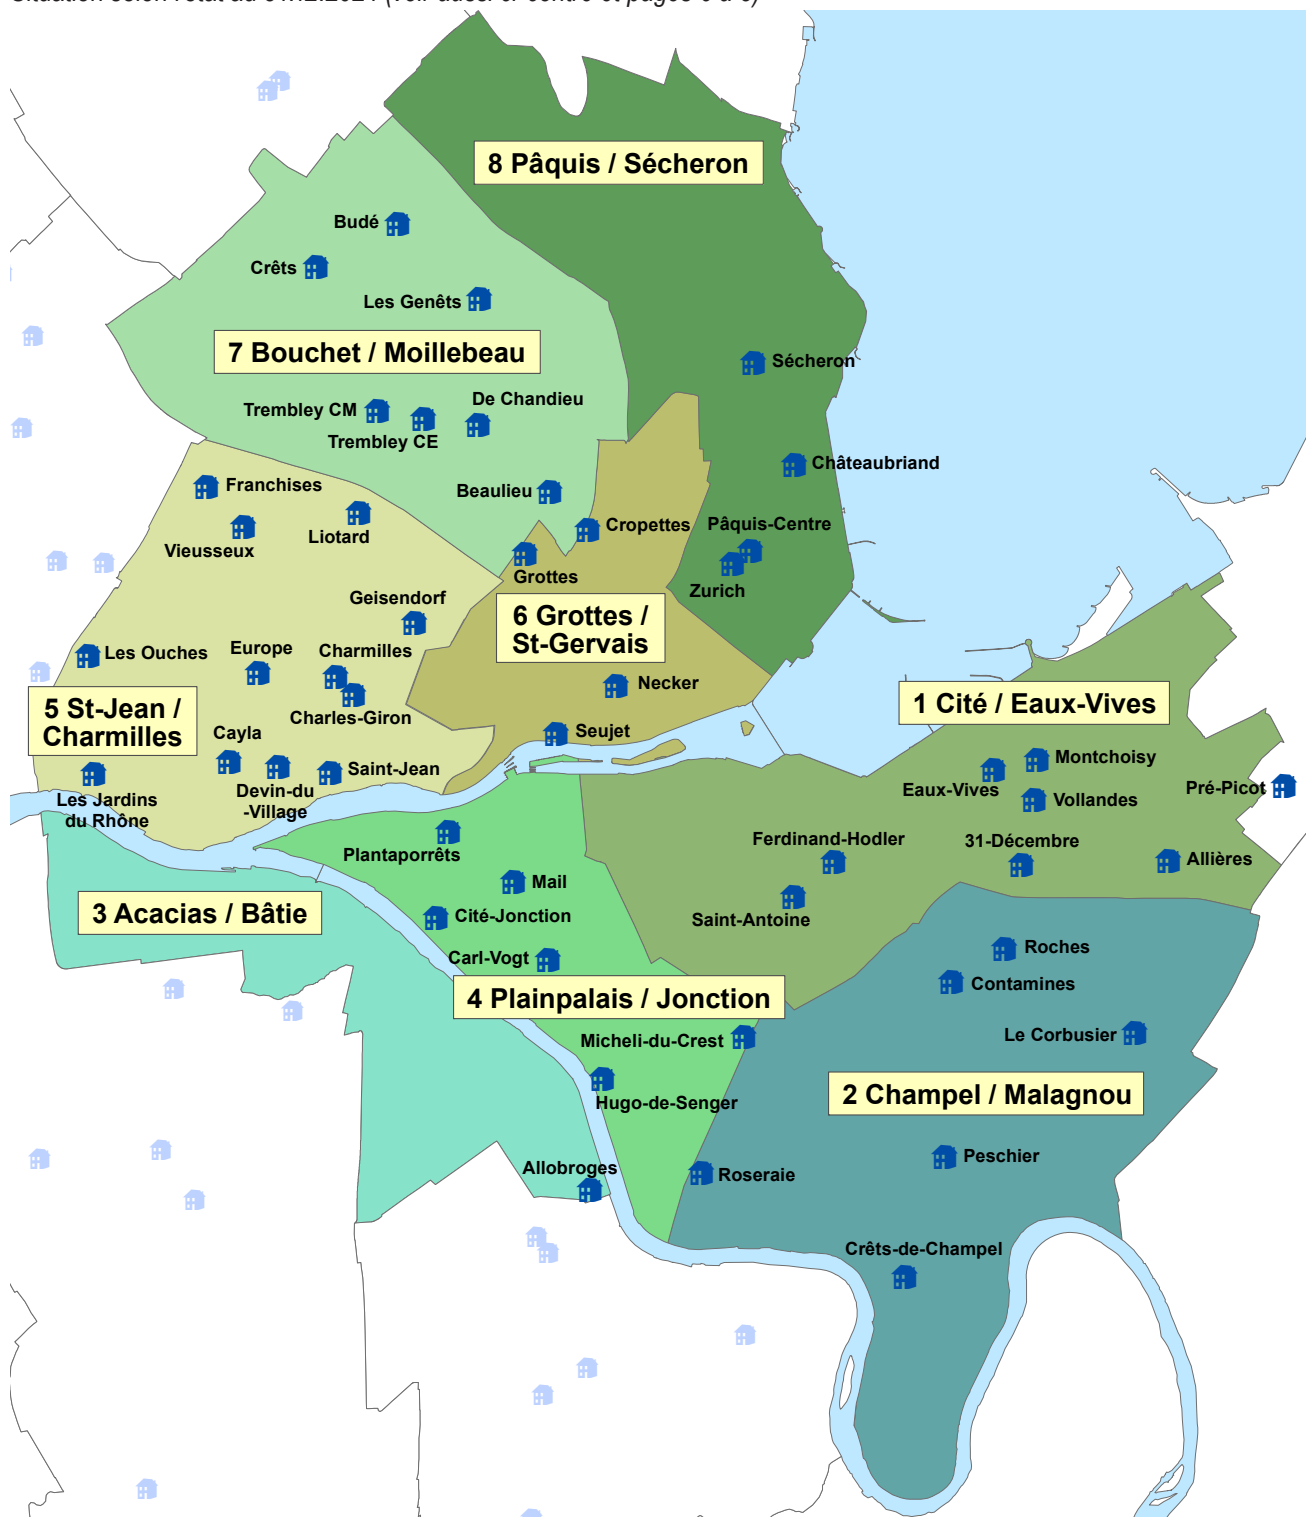 8 Pâquis / Sécheron
Budé
Crêts
Les Genêts
7 Bouchet / Moillebeau
Sécheron
De Chandieu
Trembley CM
Trembley CE
Châteaubriand
Franchises
Beaulieu
Cropettes
Pâquis-Centre
Liotard
Vieusseux
Grottes
Zurich
Geisendorf
6 Grottes /
St-Gervais
Les Ouches
Europe
Charmilles
Necker
5 St-Jean /
Charmilles
Charles-Giron
1 Cité / Eaux-Vives
Cayla
Seujet
Montchoisy
Saint-Jean
Eaux-Vives
Pré-Picot
Devin-du
-Village
Les Jardins
du Rhône
Vollandes
Ferdinand-Hodler
31-Décembre
Plantaporrêts
Allières
Mail
3 Acacias / Bâtie
Cité-Jonction
Saint-Antoine
Roches
Carl-Vogt
Contamines
4 Plainpalais / Jonction
Micheli-du-Crest
Le Corbusier
2 Champel / Malagnou
Hugo-de-Senger
Peschier
Allobroges
Roseraie
Crêts-de-Champel